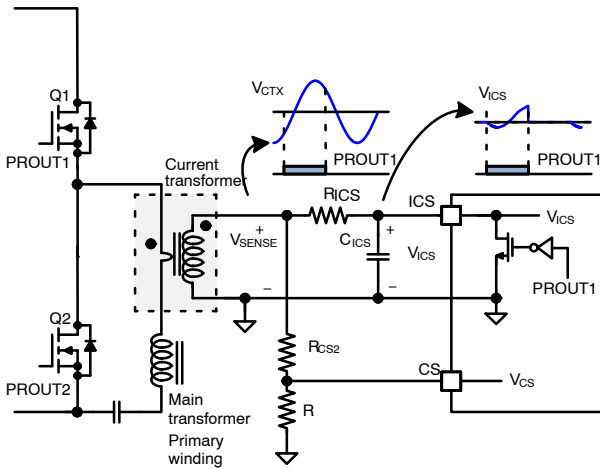 Q1
PROUT1
Current
transformer
VCTX
PROUT1
VICS
PROUT1
RICS
ICS
+
VSENSE
−
CICS
+
VICS
−
VICS
PROUT1
Q2
PROUT2
RCS2
CS
VCS
R
Main
transformer
Primary
winding